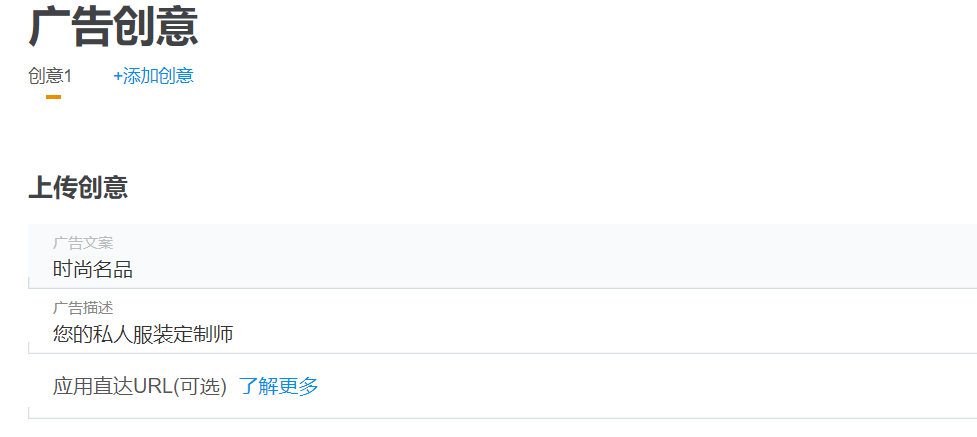 广告创意
创意1 +添加创意
上传创意
广告文案
时尚名品
广告描述
您的私人服装定制师
应用直达URL(可选) 了解更多